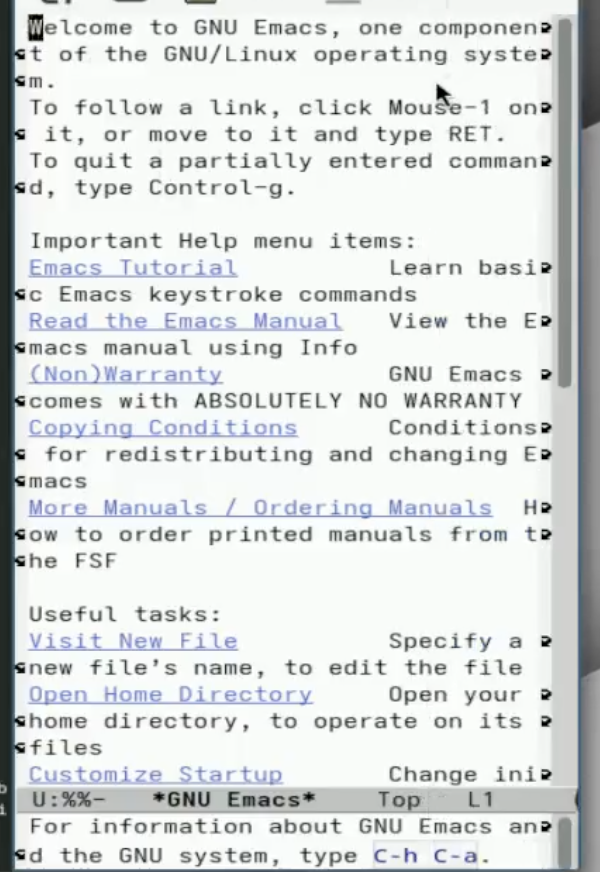 Welcome to GNU Emacs, one componen
t of the GNU/Linux operating syste
m.
To follow a link, click Mouse-1 on
 it, or move to it and type RET.
To quit a partially entered comman
d, type Control-g.
Important Help menu items:
Emacs Tutorial Learn basi
c Emacs keystroke commands
Read the Emacs Manual View the E
macs manual using Info
(Non)Warranty GNU Emacs
comes with ABSOLUTELY NO WARRANTY
Copying Conditions Conditions
 for redistributing and changing E
macs
More Manuals / Ordering Manuals H
ow to order printed manuals from t
he FSF
Useful tasks:
Visit New File Specify a
new file's name, to edit the file
Open Home Directory Open your
home directory, to operate on its
files
Customize Startup Change ini
U:%%- *GNU Emacs* Top L1 (
For information about GNU Emacs an
d the GNU system, type C-h C-a.
b
i